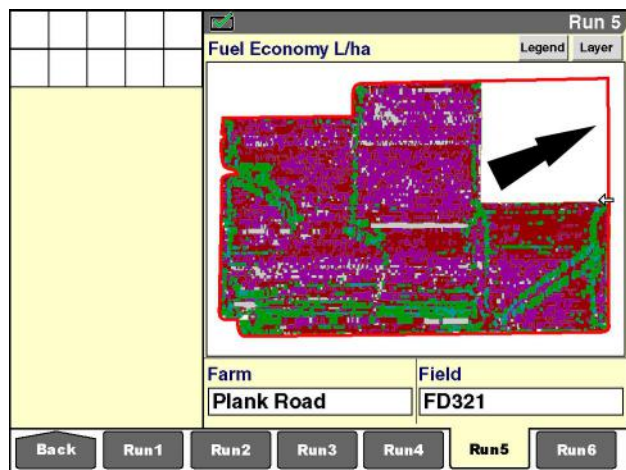 Run 5
Fuel Economy L/ha
Legend
Layer
Farm
Field
Plank Road
FD321
Back
Run1
Run2
Run3
Run4
Run5
Run6